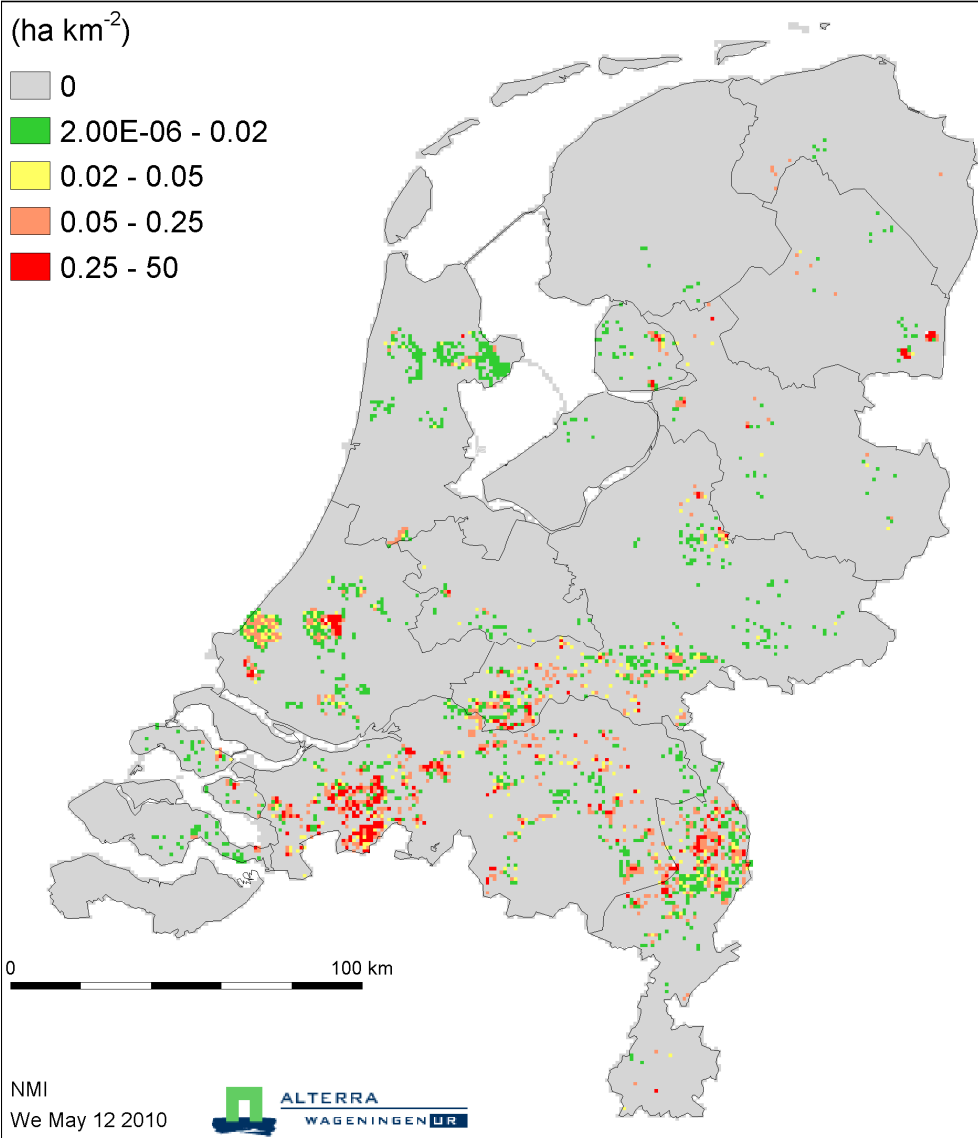 (ha km-2)
0
2.00E-06 - 0.02
0.02 - 0.05
0.05 - 0.25
0.25 - 50
0 100 km
NMI
We May 12 2010
ALTERRA
WAGENINGEN UR